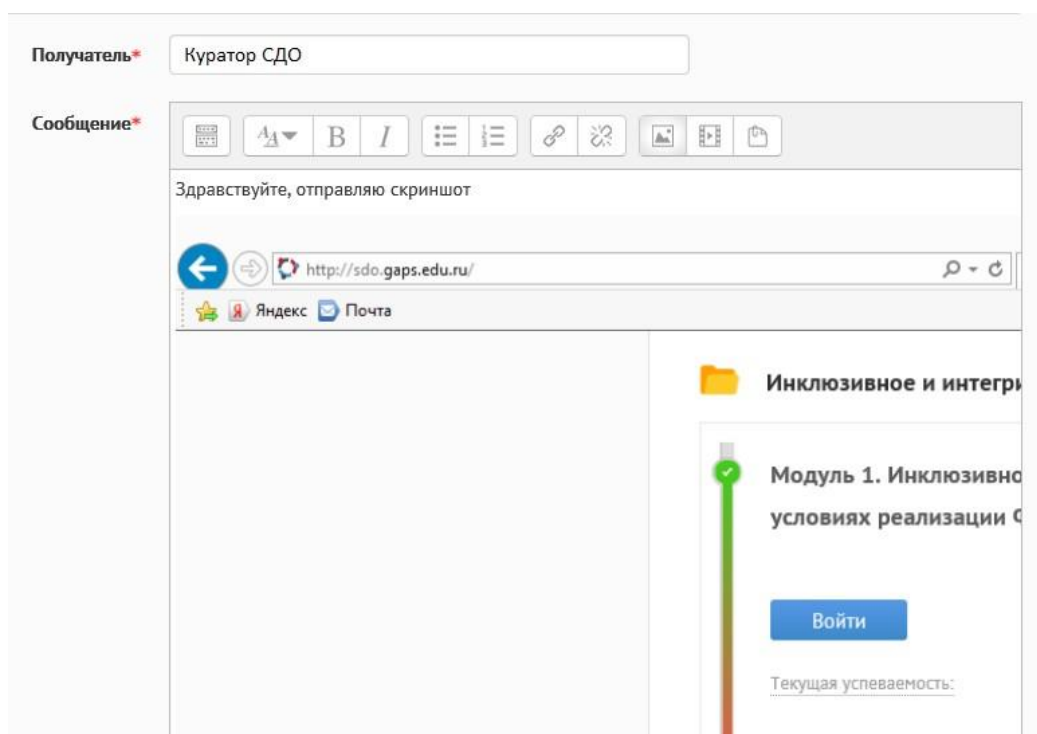 Получатель*
Куратор СДО
Сообщение*
B I
Здравствуйте, отправляю скриншот
http://sdo.gaps.edu.ru/
Яндекс Почта
Инклюзивное и интегри
Модуль 1. Инклюзивно
условиях реализации Ф
Войти
Текущая успеваемость: